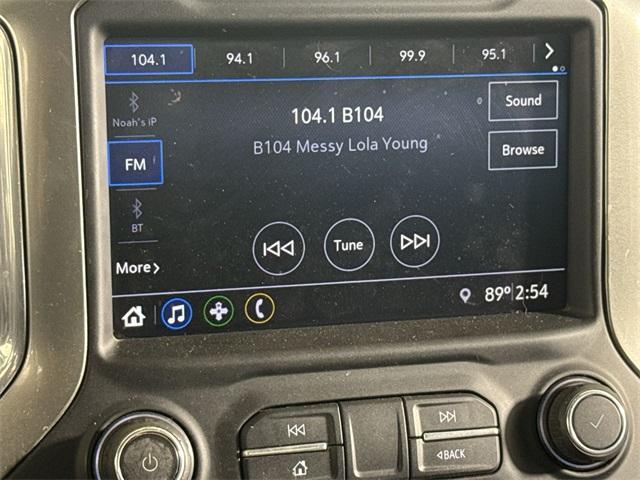 104.1 94.1 96.1 99.9 95.1
Noah's iP
104.1 B104
Sound
B104 Messy Lola Young
FM
Browse
BT
Tune
More
89° 2:54
BACK